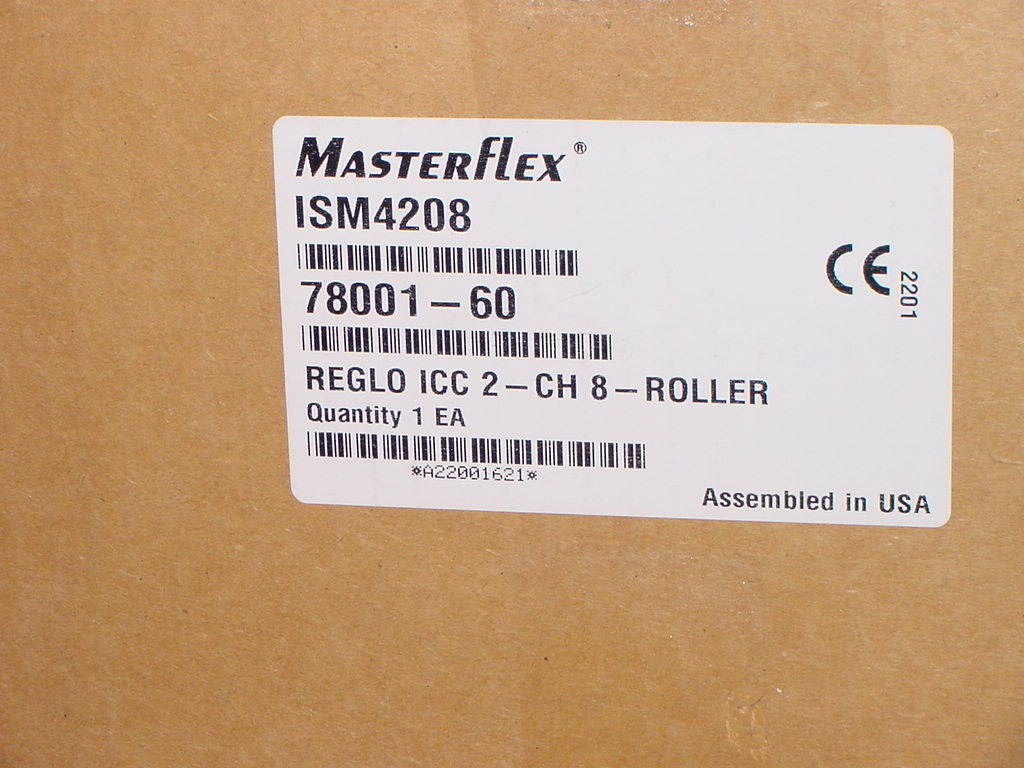 MASTERFLEX®
ISM4208
78001-60
CE 2201
REGLO ICC 2-CH 8-ROLLER
Quantity 1 EA
*A22001621*
Assembled in USA